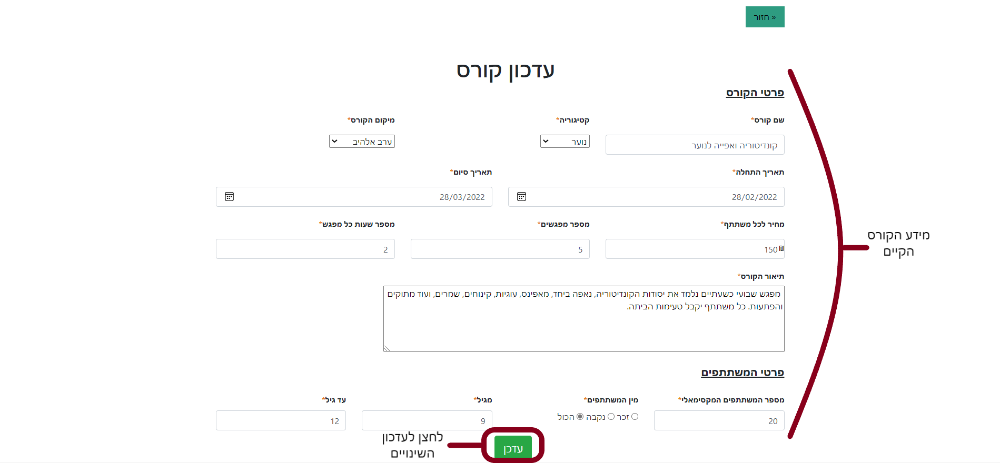 « חזור
עדכון קורס
פרטי הקורס
שם קורס*
קטיגוריה*
מיקום הקורס*
קונדיטוריה ואפייה לנוער
נוער
ערב אלהיב
תאריך התחלה*
תאריך סיום*
28/02/2022
28/03/2022
מחיר לכל משתתף*
מספר מפגשים*
מספר שעות כל מפגש*
₪ 150
5
2
מידע הקורס
הקיים
תיאור הקורס*
מפגש שבועי כשעתיים נלמד את יסודות הקונדיטוריה, נאפה ביחד, מאפינס, עוגיות, קינוחים, שמרים, ועוד מתוקים
והפתעות. כל משתתף יקבל טעימות הביתה.
פרטי המשתתפים
מספר המשתתפים המקסימאלי*
מין המשתתפים*
מגיל*
עד גיל*
20
זכר נקבה הכול
9
12
עדכן
לחצן לעדכון
השינויים